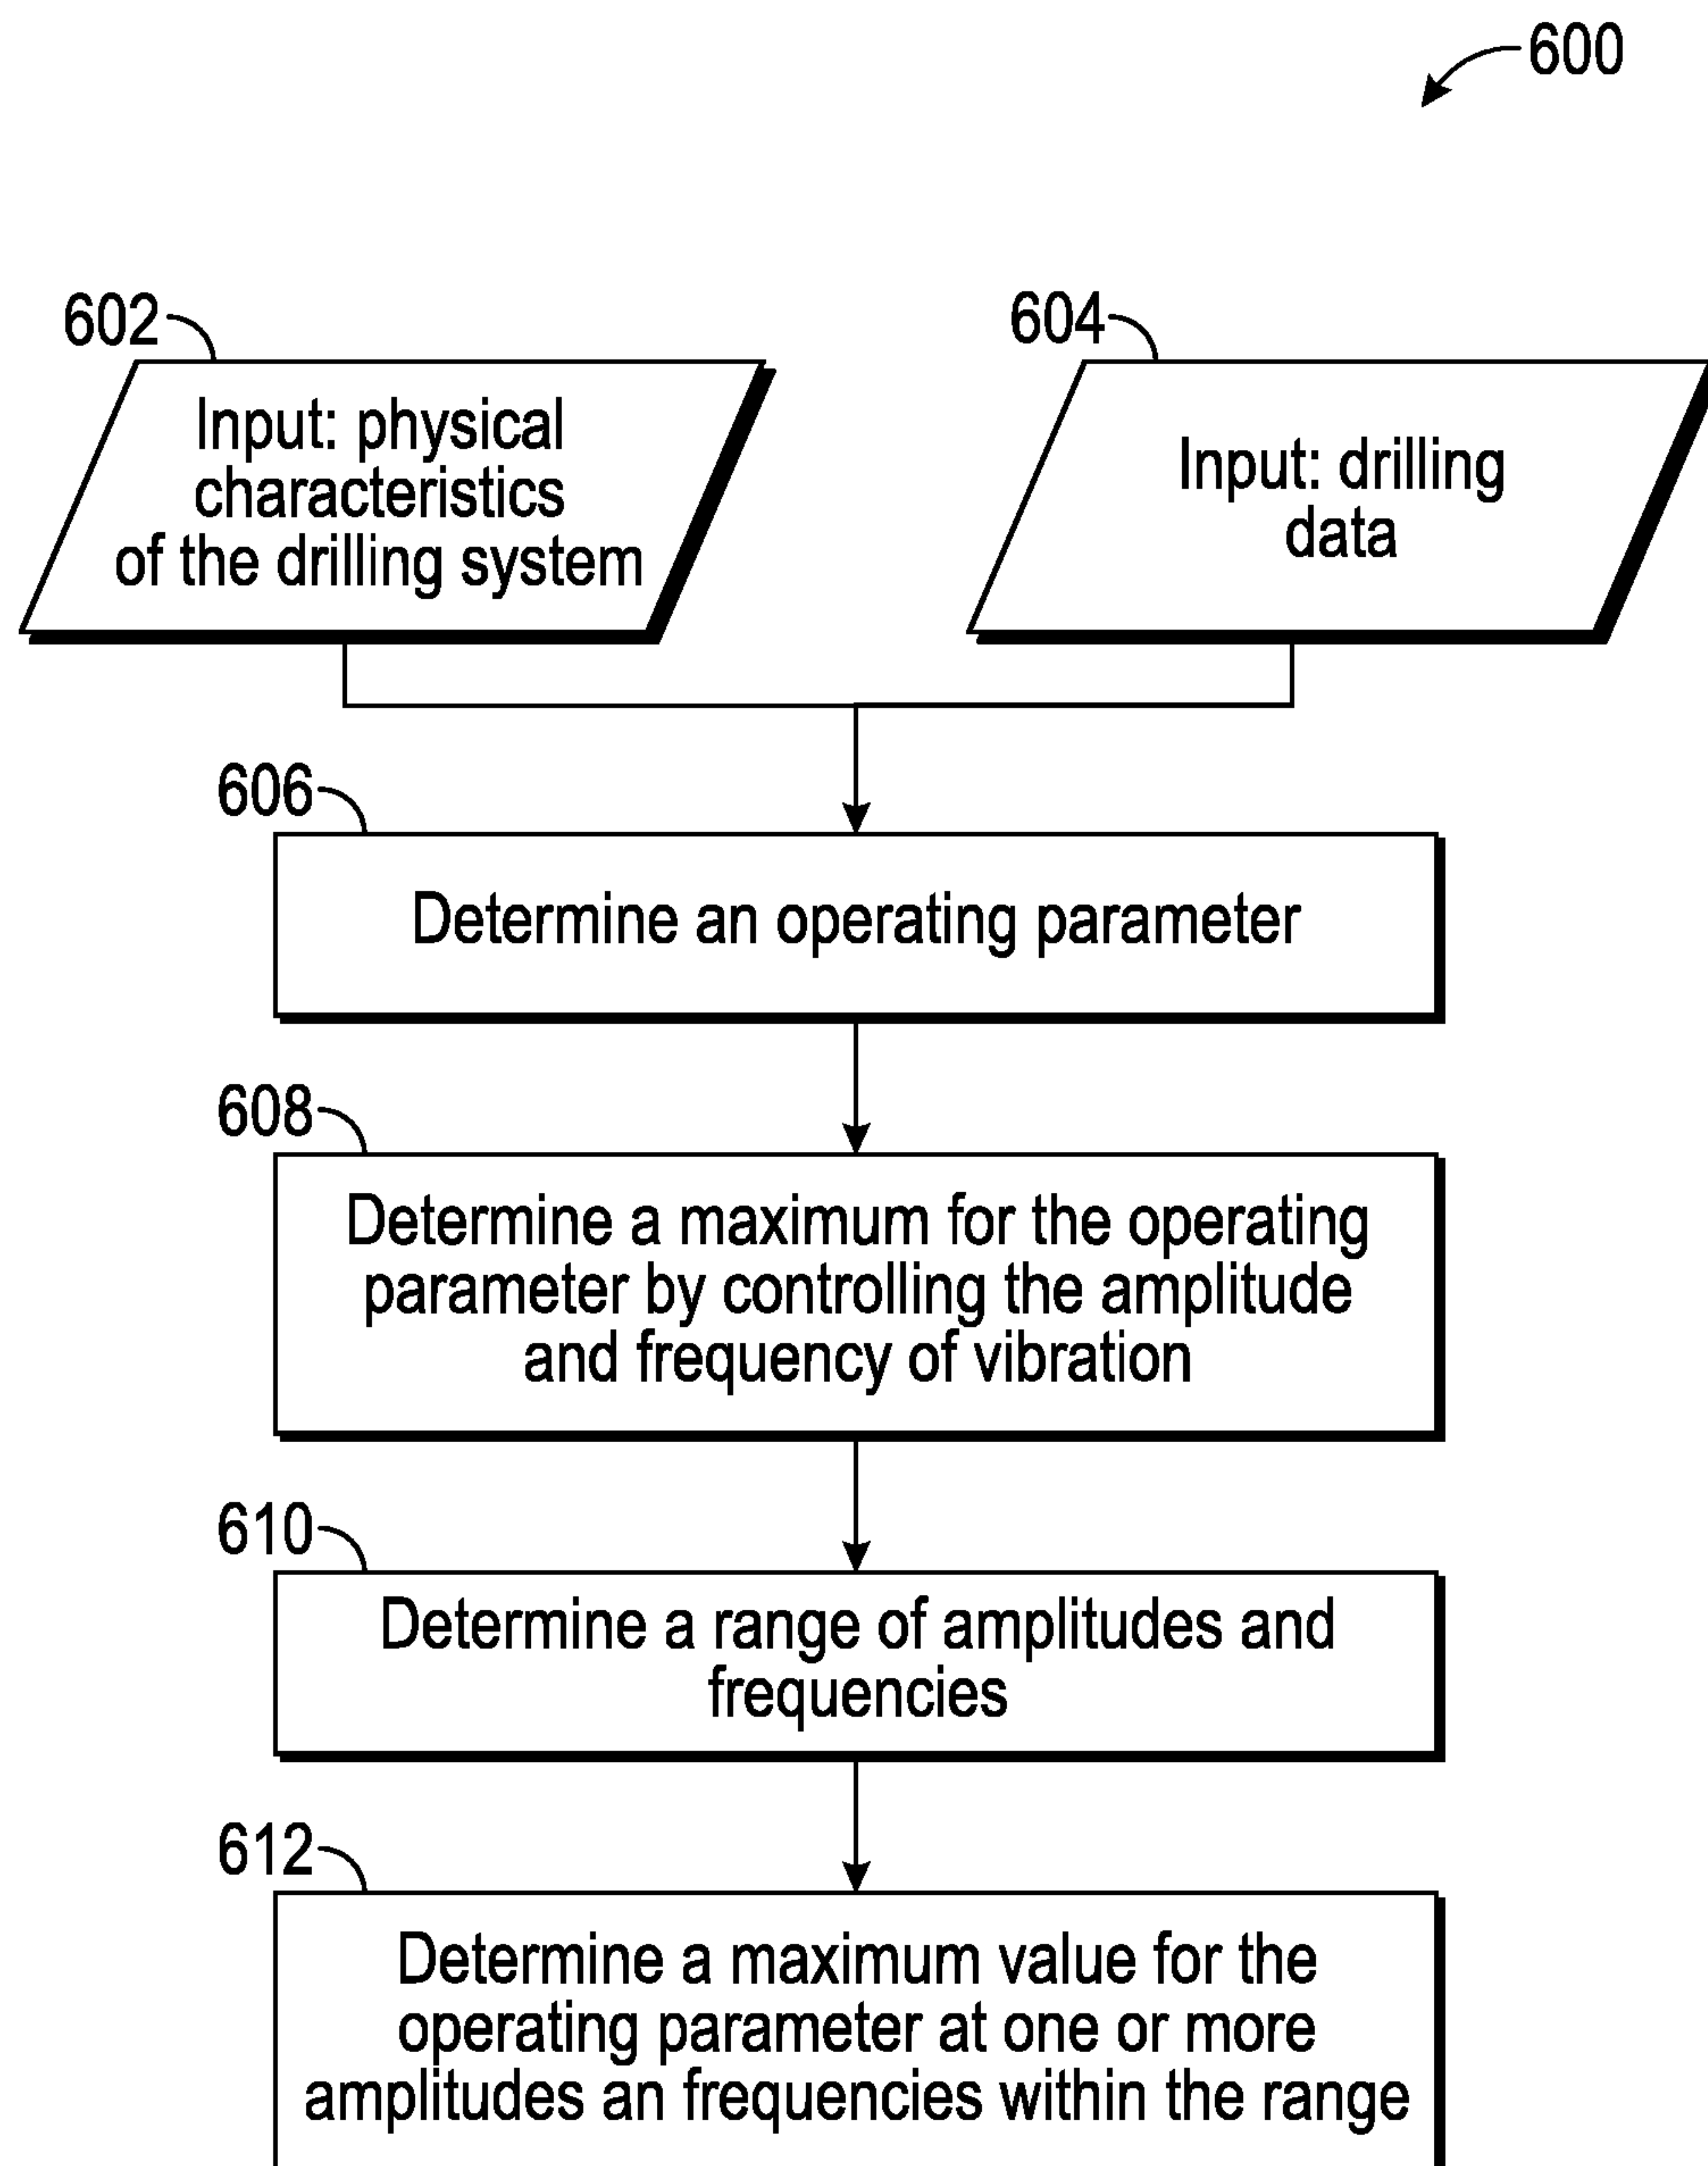 600
602
Input: physical
characteristics
of the drilling system
604
Input: drilling
data
606
Determine an operating parameter
608
Determine a maximum for the operating
parameter by controlling the amplitude
and frequency of vibration
610
Determine a range of amplitudes and
frequencies
612
Determine a maximum value for the
operating parameter at one or more
amplitudes an frequencies within the range